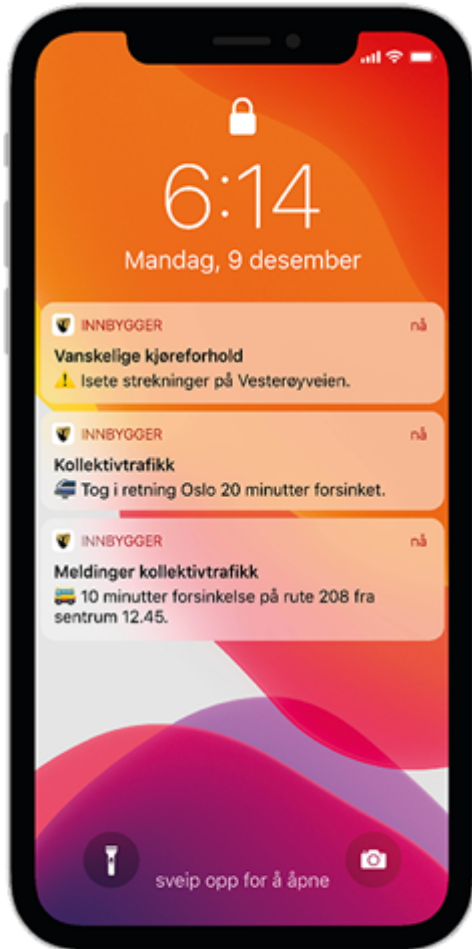 6:14
Mandag, 9 desember
INNBYGGER nå
Vanskelige kjøreforhold
⚠️ Isete strekninger på Vesterøyveien.
INNBYGGER nå
Kollektivtrafikk
🚅 Tog i retning Oslo 20 minutter forsinket.
INNBYGGER nå
Meldinger kollektivtrafikk
🚌 10 minutter forsinkelse på rute 208 fra
sentrum 12.45.
sveip opp for å åpne